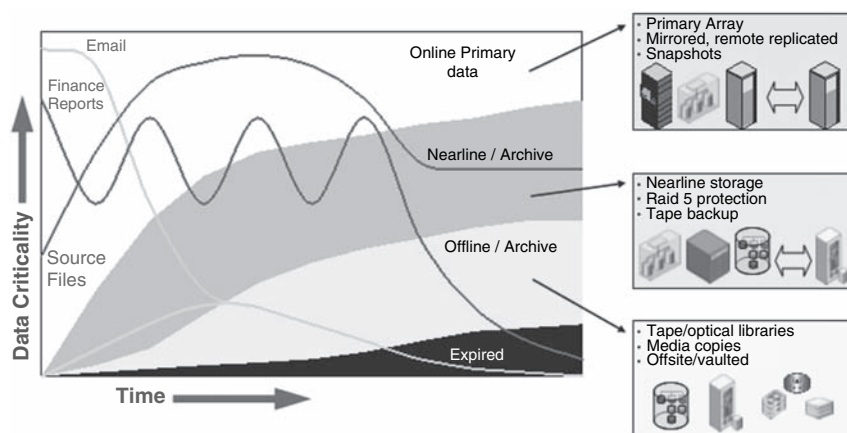 Email
Finance
Reports
Source
Files
Data Criticality
Time
Online Primary
data
Nearline / Archive
Offline / Archive
Expired
· Primary Array
· Mirrored, remote replicated
· Snapshots
· Nearline storage
· Raid 5 protection
· Tape backup
· Tape/optical libraries
· Media copies
· Offsite/vaulted